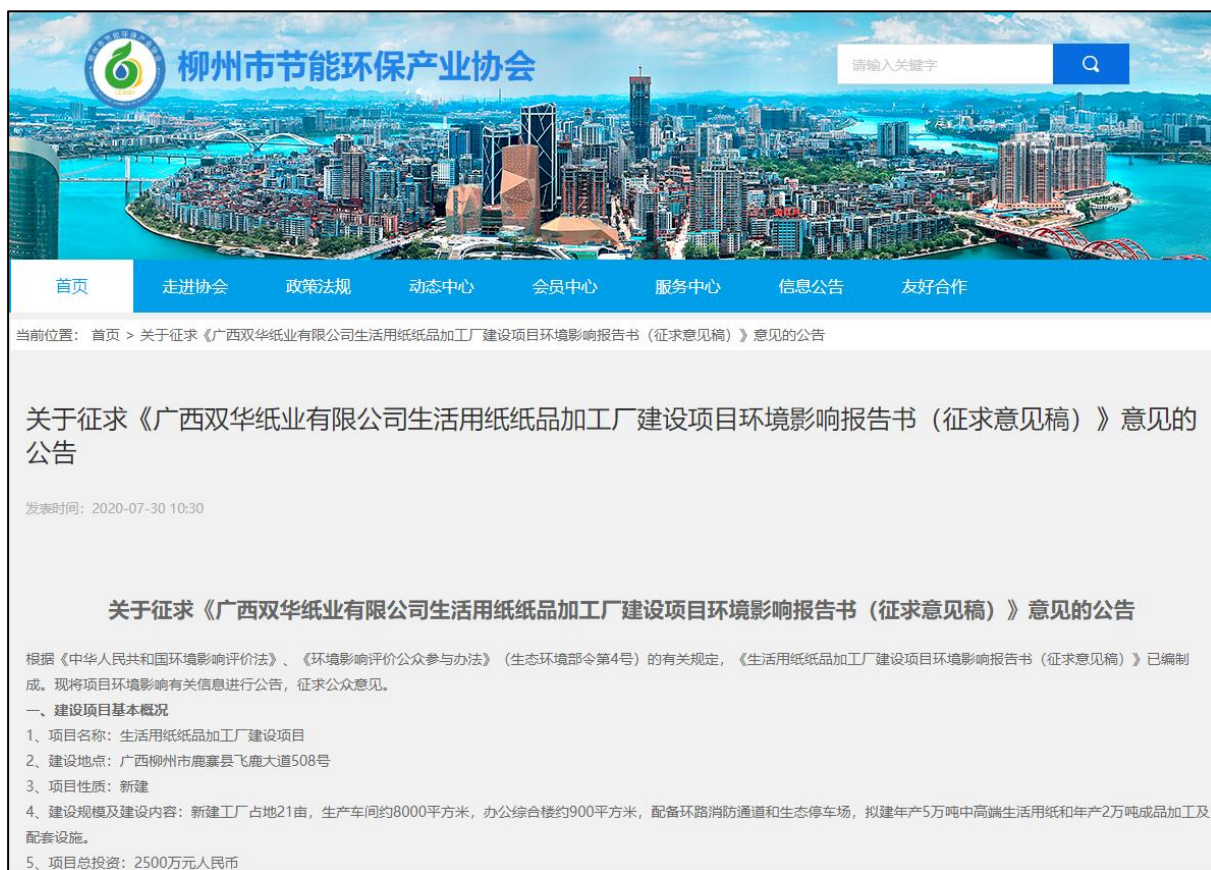 柳州市节能环保产业协会
请输入关键字
首页
走进协会
政策法规
动态中心
会员中心
服务中心
信息公告
友好合作
当前位置： 首页 > 关于征求《广西双华纸业有限公司生活用纸纸品加工厂建设项目环境影响报告书（征求意见稿）》意见的公告
关于征求《广西双华纸业有限公司生活用纸纸品加工厂建设项目环境影响报告书（征求意见稿）》意见的
公告
发表时间：2020-07-30 10:30
关于征求《广西双华纸业有限公司生活用纸纸品加工厂建设项目环境影响报告书（征求意见稿）》意见的公告
根据《中华人民共和国环境影响评价法》、《环境影响评价公众参与办法》（生态环境部令第4号）的有关规定，《生活用纸纸品加工厂建设项目环境影响报告书（征求意见稿）》已编制
成。现将项目环境影响有关信息进行公告，征求公众意见。
一、建设项目基本概况
1、项目名称：生活用纸纸品加工厂建设项目
2、建设地点：广西柳州市鹿寨县飞鹿大道508号
3、项目性质：新建
4、建设规模及建设内容：新建工厂占地21亩，生产车间约8000平方米，办公综合楼约900平方米，配备环路消防通道和生态停车场，拟建年产5万吨中高端生活用纸和年产2万吨成品加工及
配套设施。
5、项目总投资：2500万元人民币